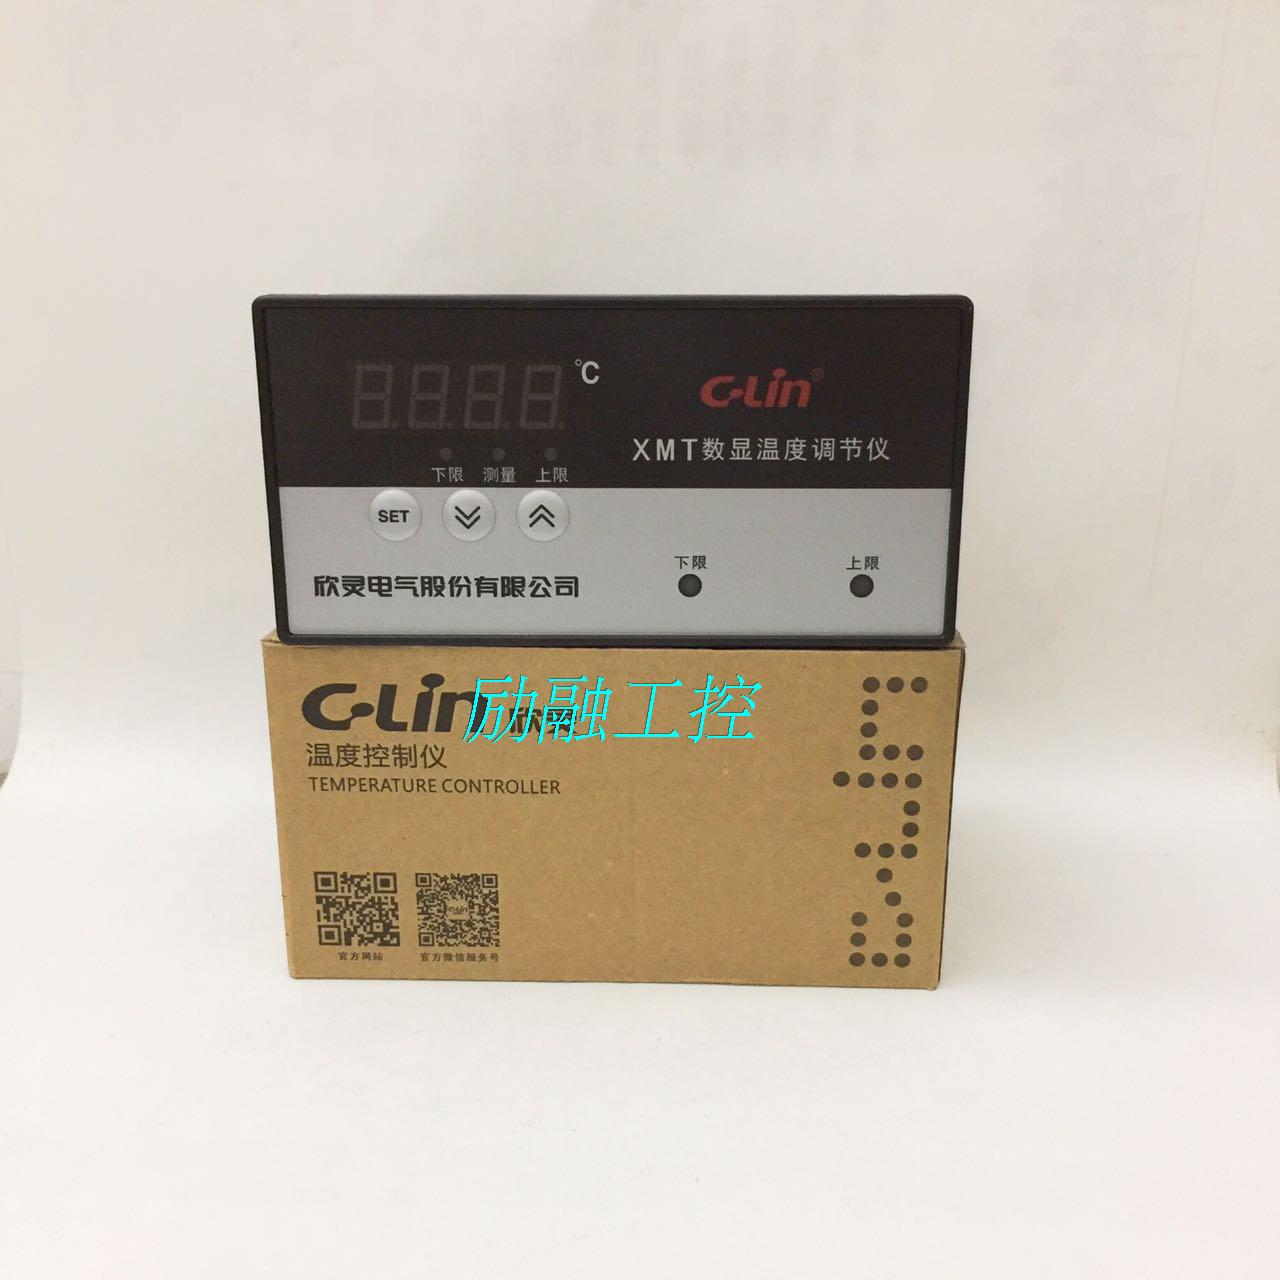 ℃
C-Lin®
XMT数显温度调节仪
下限 测量 上限
SET
下限
上限
欣灵电气股份有限公司
C-Lin 欣灵
励融工控
温度控制仪
TEMPERATURE CONTROLLER
官方网站
官方微信服务号